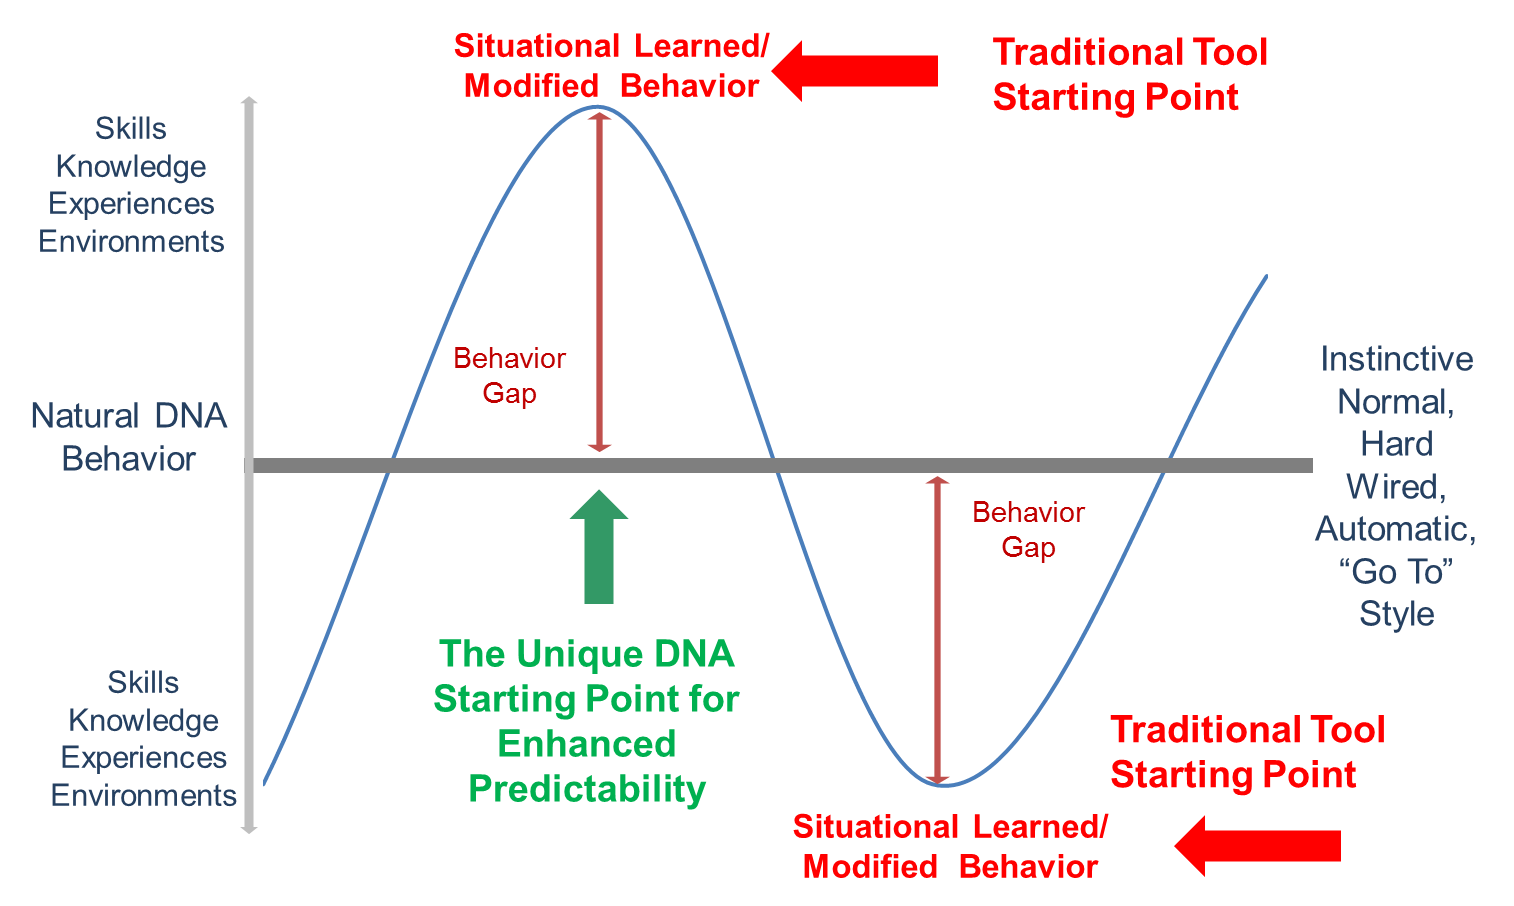 Situational Learned/
Modified Behavior
Traditional Tool
Starting Point
Skills
Knowledge
Experiences
Environments
Behavior
Gap
Natural DNA
Behavior
Instinctive
Normal,
Hard
Wired,
Automatic,
“Go To”
Style
Behavior
Gap
The Unique DNA
Starting Point for
Enhanced
Predictability
Skills
Knowledge
Experiences
Environments
Traditional Tool
Starting Point
Situational Learned/
Modified Behavior